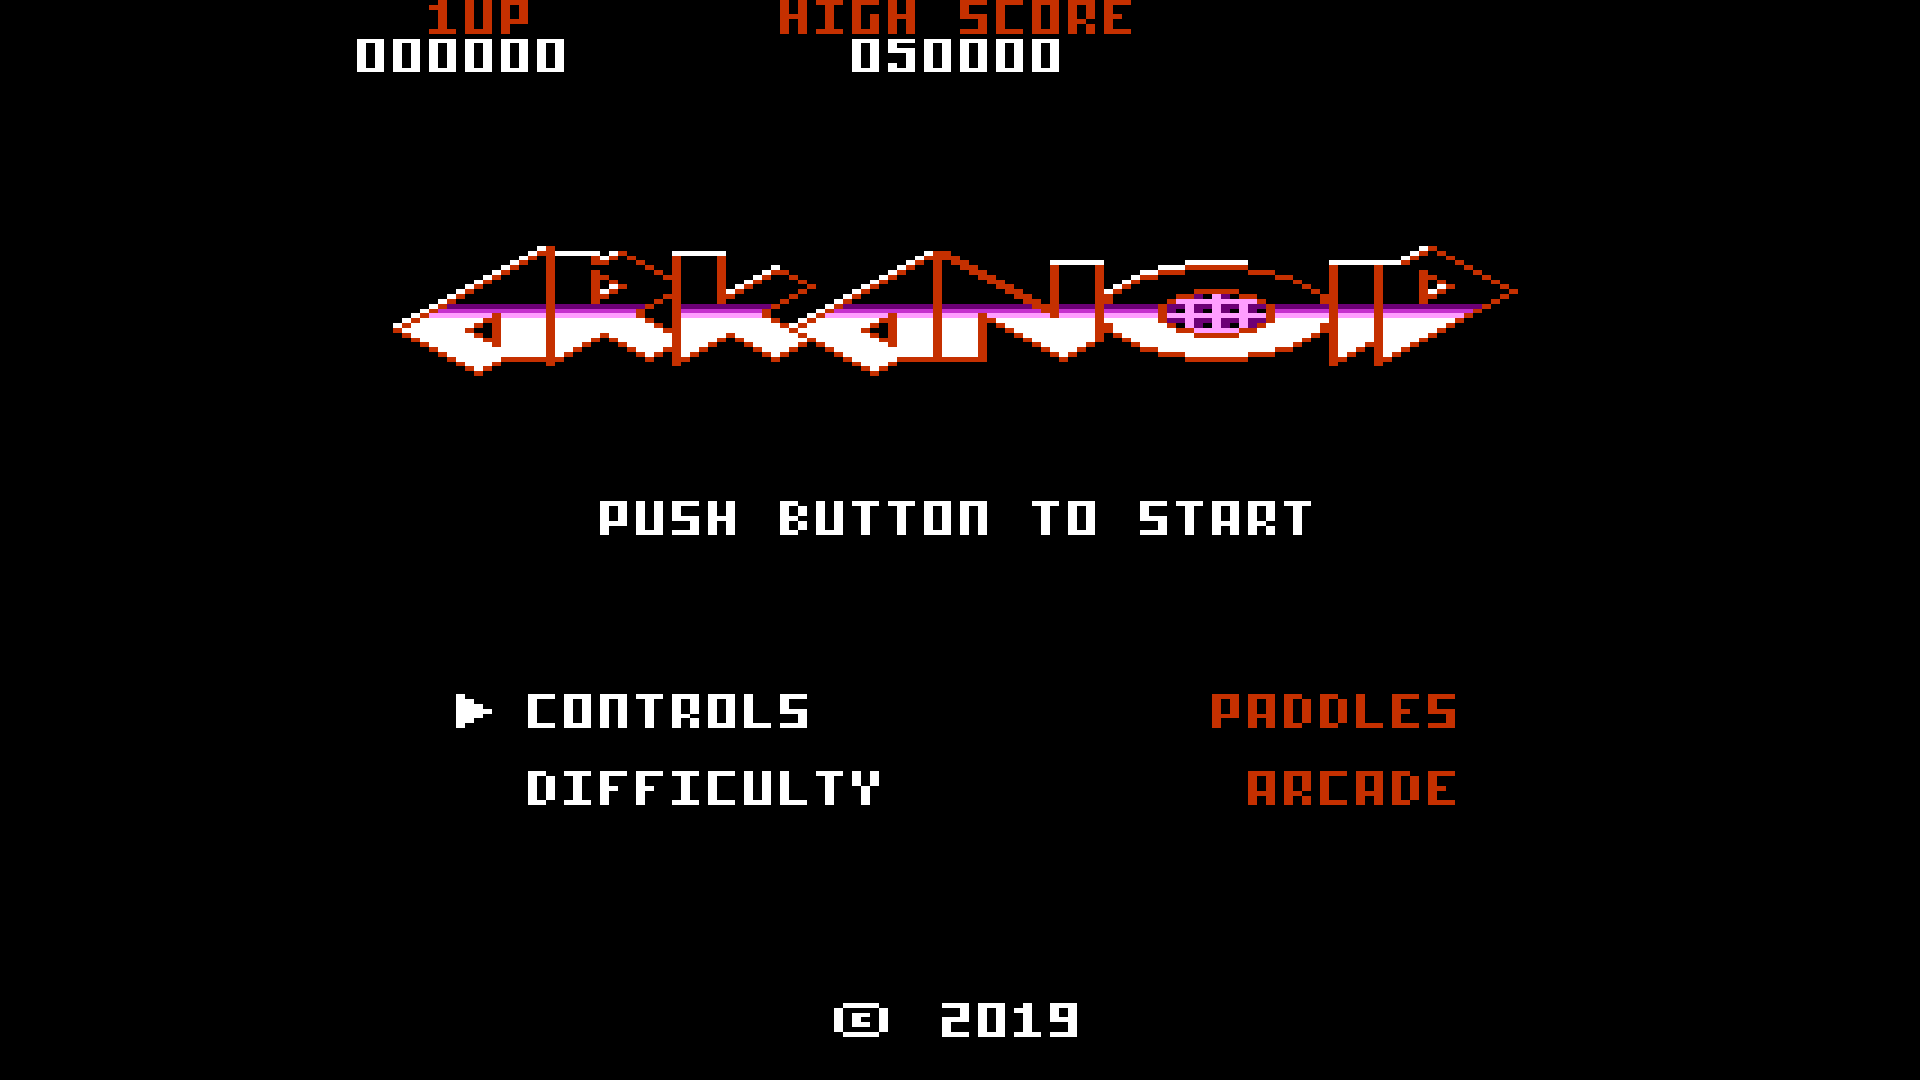 1UP HIGH SCORE
000000 050000
ARKANOID
PUSH BUTTON TO START
▶ CONTROLS PADDLES
DIFFICULTY ARCADE
© 2019